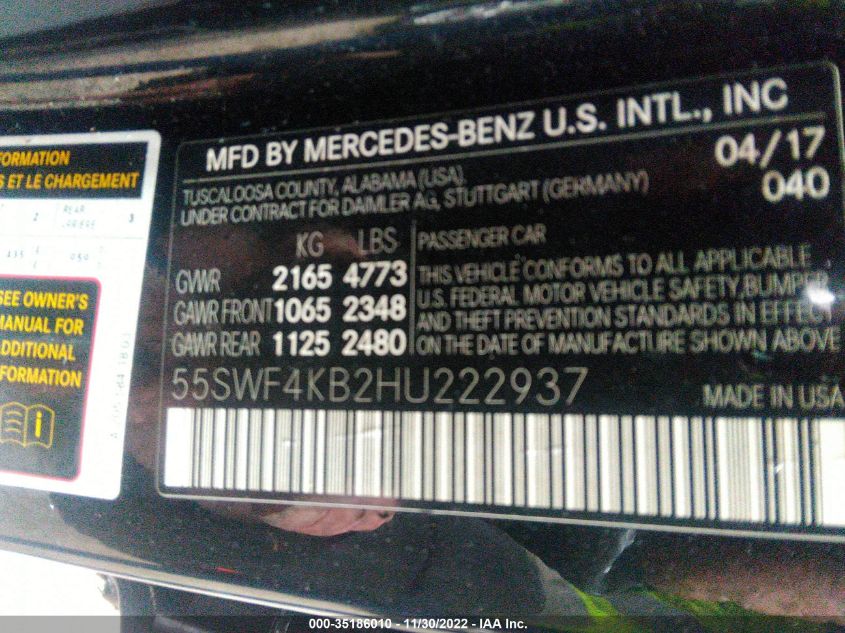 FORMATION
S ET LE CHARGEMENT
2 REAR 3
SEE OWNER'S
MANUAL FOR
ADDITIONAL
FORMATION
MFD BY MERCEDES-BENZ U.S. INTL., INC
TUSCALOOSA COUNTY, ALABAMA (USA),
UNDER CONTRACT FOR DAIMLER AG, STUTTGART (GERMANY)
04/17
040
KG LBS
GVWR 2165 4773
GAWR FRONT 1065 2348
GAWR REAR 1125 2480
PASSENGER CAR
THIS VEHICLE CONFORMS TO ALL APPLICABLE
U.S. FEDERAL MOTOR VEHICLE SAFETY, BUMPER
AND THEFT PREVENTION STANDARDS IN EFFECT
ON THE DATE OF MANUFACTURE SHOWN ABOVE
55SWF4KB2HU222937
MADE IN USA
000-35186010 - 11/30/2022 - IAA Inc.